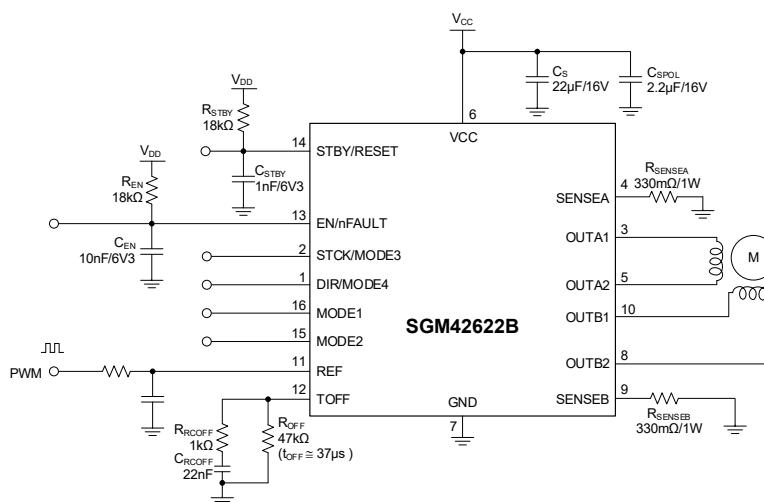 VCC
CS
22μF/16V
CSPOL
2.2μF/16V
VDD
RSTBY
18kΩ
6
VCC
14
STBY/RESET
VDD
CSTBY
1nF/6V3
REN
18kΩ
RSENSEA
330mΩ/1W
4
SENSEA
13
EN/nFAULT
3
OUTA1
CEN
10nF/6V3
2
STCK/MODE3
M
1
DIR/MODE4
5
OUTA2
16
MODE1
10
OUTB1
SGM42622B
15
MODE2
PWM
11
REF
8
OUTB2
12
TOFF
9
SENSEB
GND
7
RRCOFF
1kΩ
ROFF
47kΩ
(tOFF ≅ 37μs )
CRCOFF
22nF
RSENSEB
330mΩ/1W